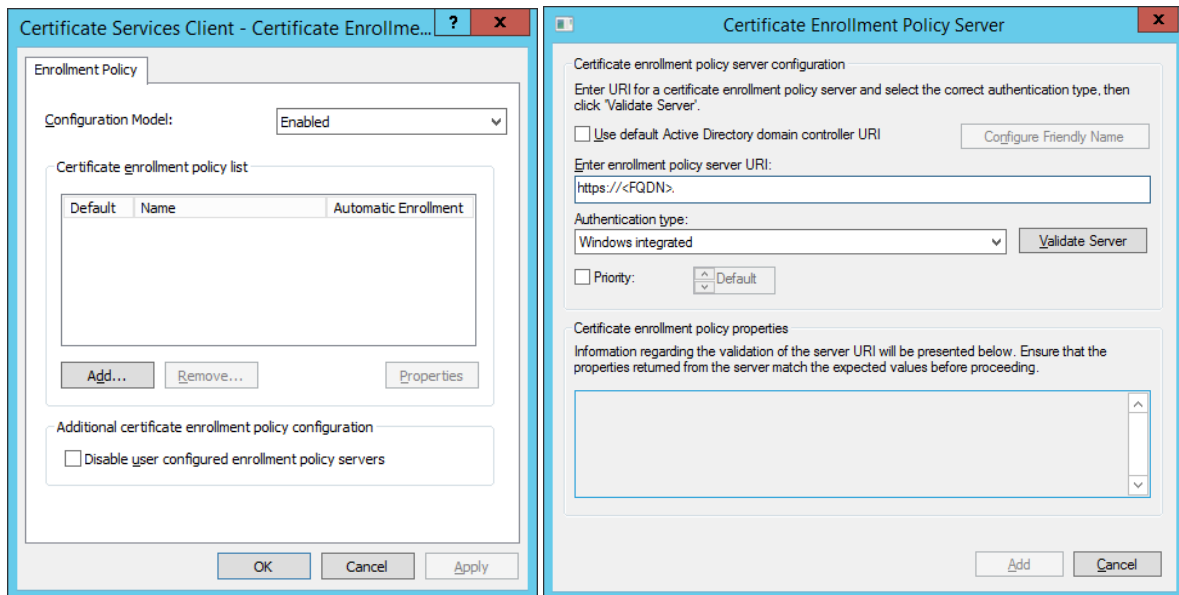 Certificate Services Client - Certificate Enrollme...
?
x
Enrollment Policy
Configuration Model:
Enabled
Certificate enrollment policy list
Default
Name
Automatic Enrollment
Add...
Remove...
Properties
Additional certificate enrollment policy configuration
Disable user configured enrollment policy servers
OK
Cancel
Apply
Certificate Enrollment Policy Server
x
Certificate enrollment policy server configuration
Enter URI for a certificate enrollment policy server and select the correct authentication type, then
click 'Validate Server'.
Use default Active Directory domain controller URI
Configure Friendly Name
Enter enrollment policy server URI:
https://<FQDN>.
Authentication type:
Windows integrated
Validate Server
Priority:
Default
Certificate enrollment policy properties
Information regarding the validation of the server URI will be presented below. Ensure that the
properties returned from the server match the expected values before proceeding.
Add
Cancel